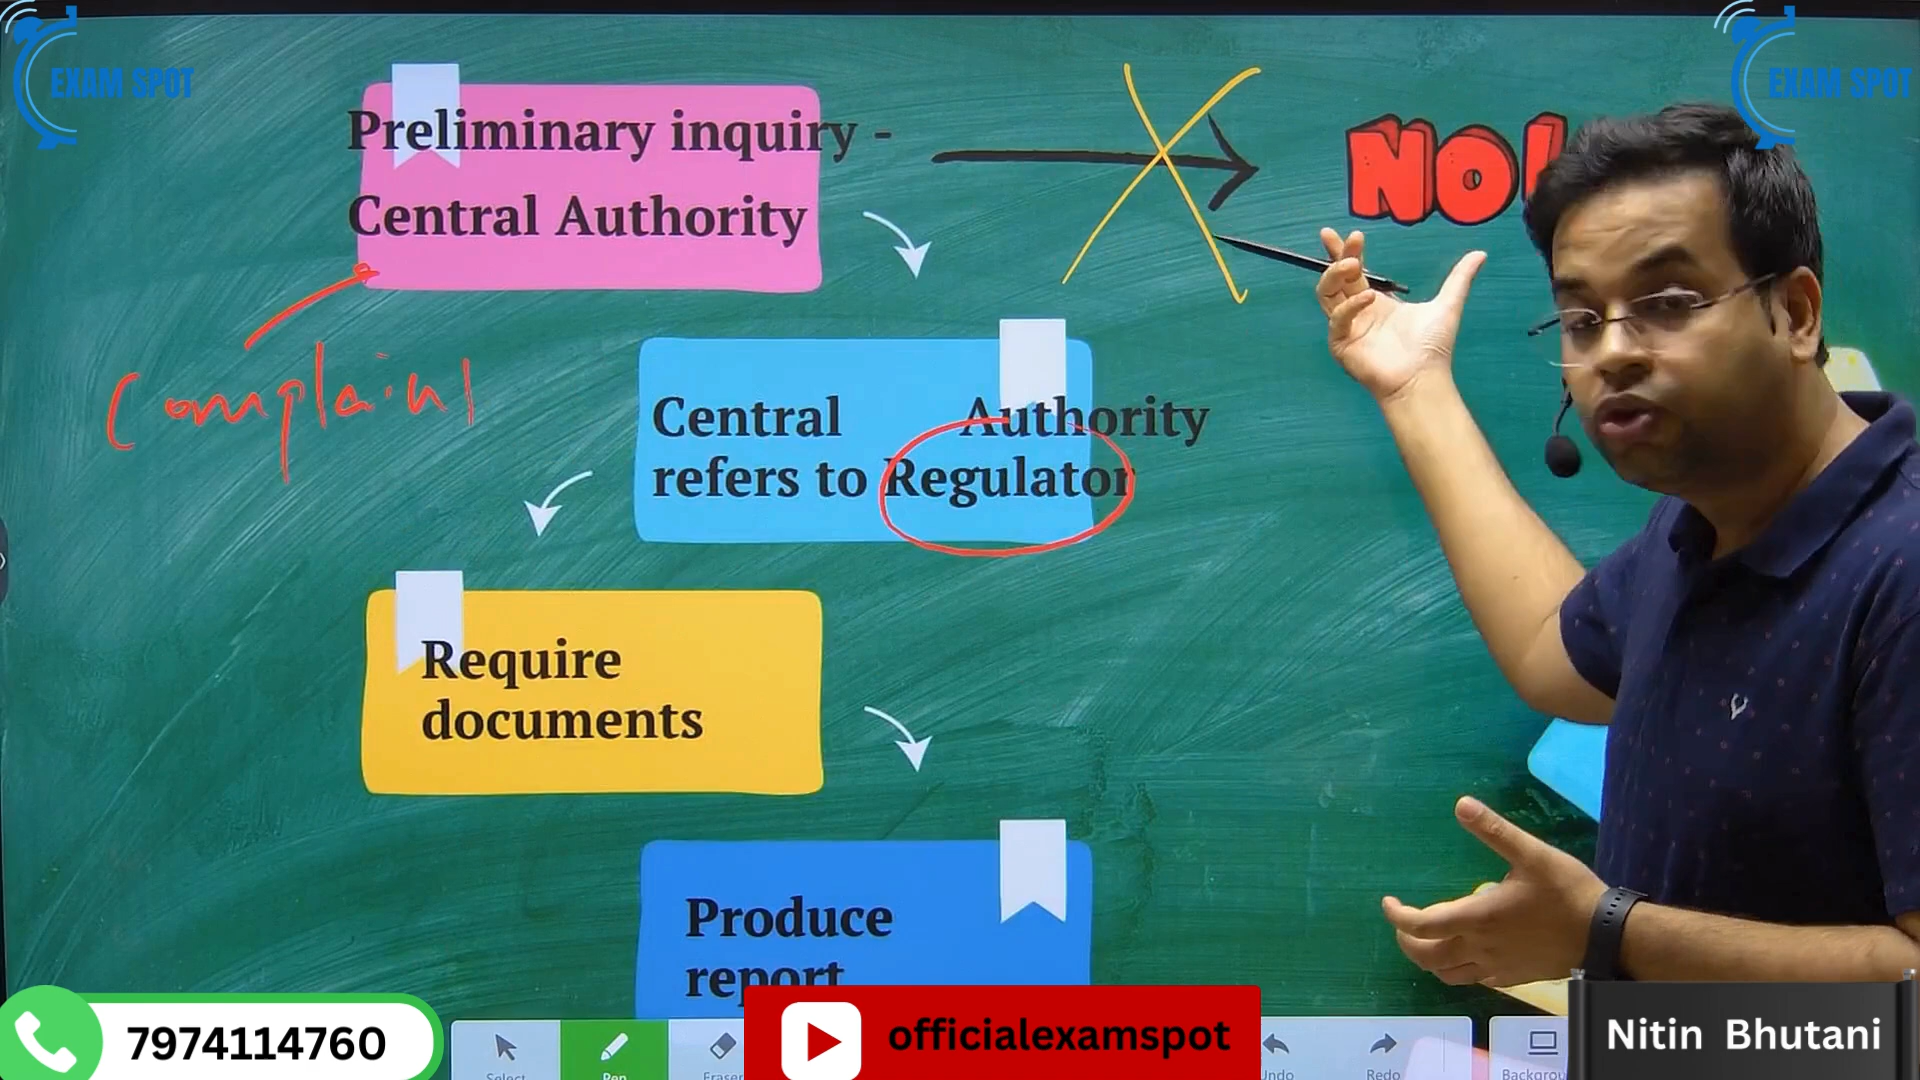 EXAM SPOT
EXAM SPOT
Preliminary inquiry -
Central Authority
NO
Complaint
Central Authority
refers to Regulator
Require
documents
Produce
report
7974114760
officialexamspot
Nitin Bhutani
Select
Pen
Eraser
Undo
Redo